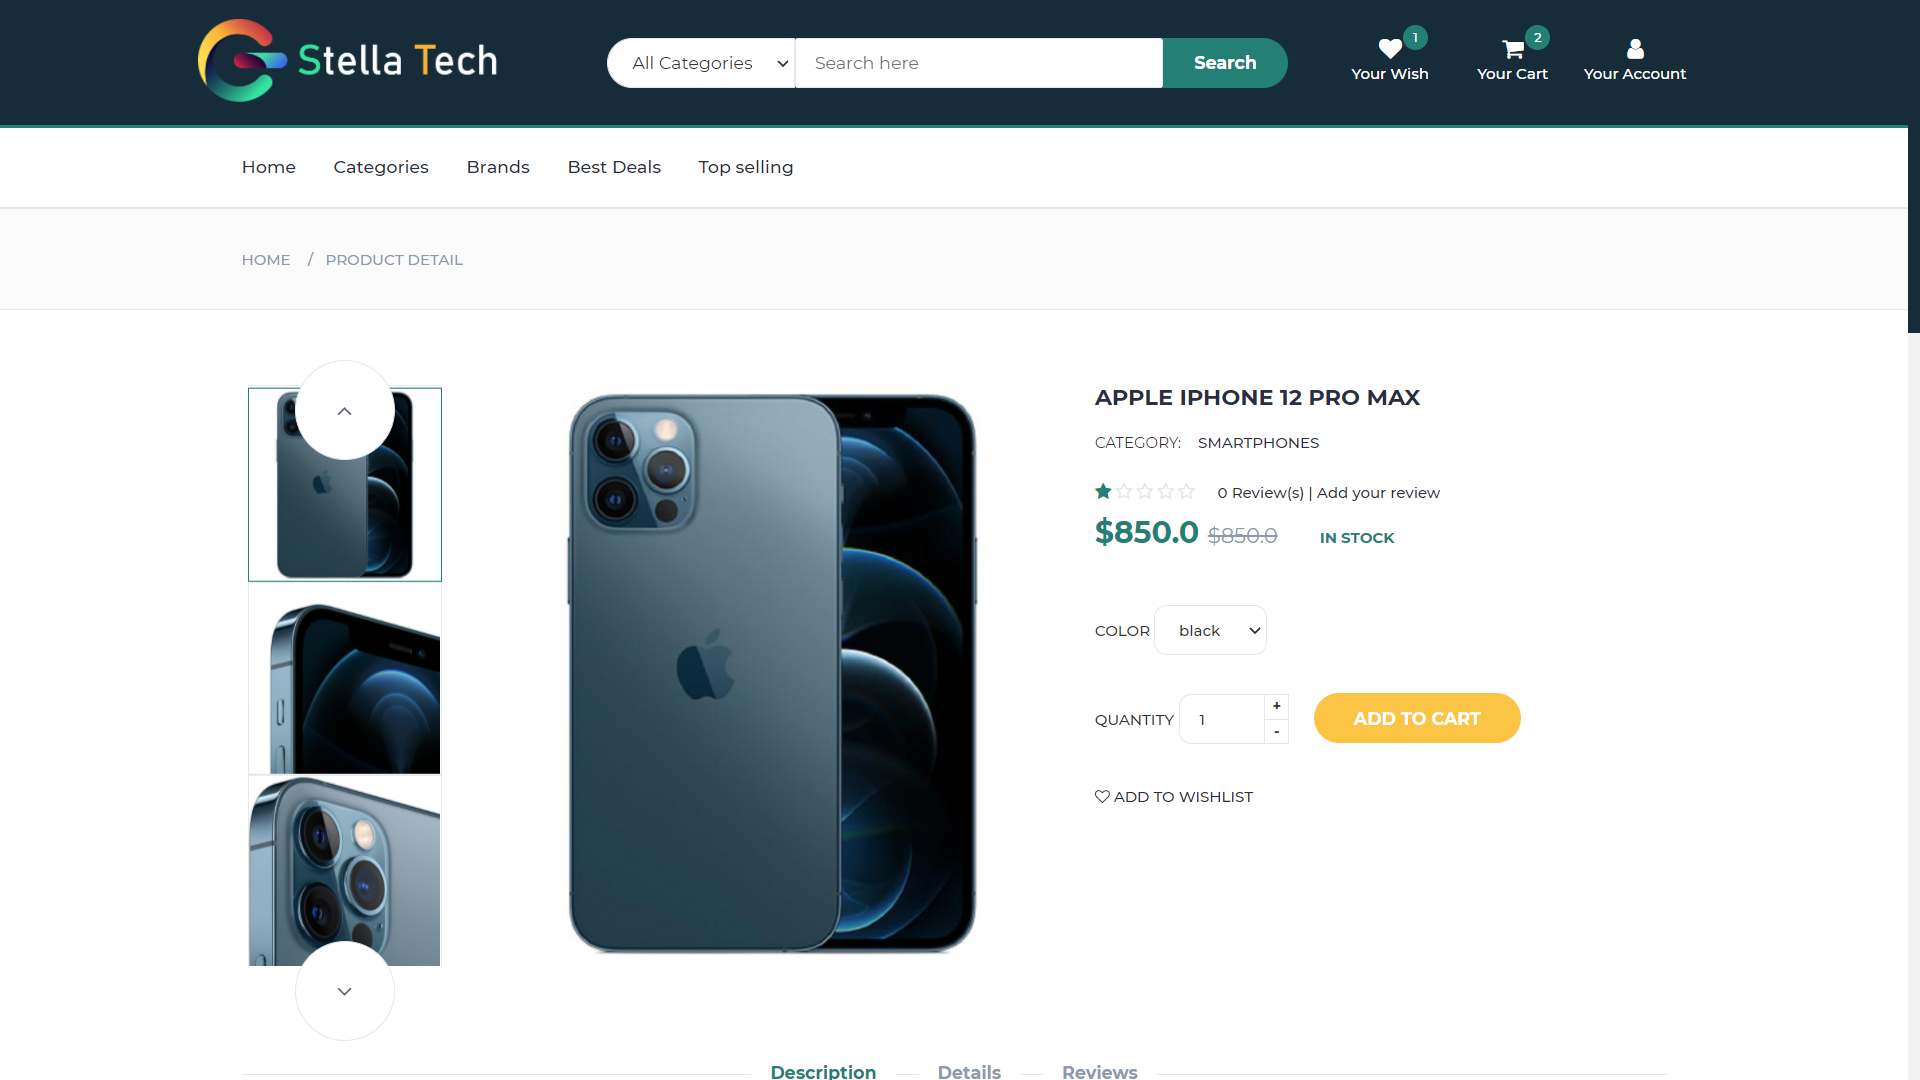 Stella Tech
All Categories
Search here
Search
1
Your Wish
2
Your Cart
Your Account
Home
Categories
Brands
Best Deals
Top selling
HOME / PRODUCT DETAIL
APPLE IPHONE 12 PRO MAX
CATEGORY: SMARTPHONES
0 Review(s) | Add your review
$850.0 $850.0 IN STOCK
COLOR black
QUANTITY 1 + -
ADD TO CART
ADD TO WISHLIST
Description
Details
Reviews